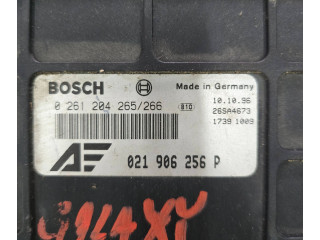 BOSCH
Made in Germany
0 261 204 265/266
B10
10.10.96
26SA4673
1739 1009
AE
021 906 256 P